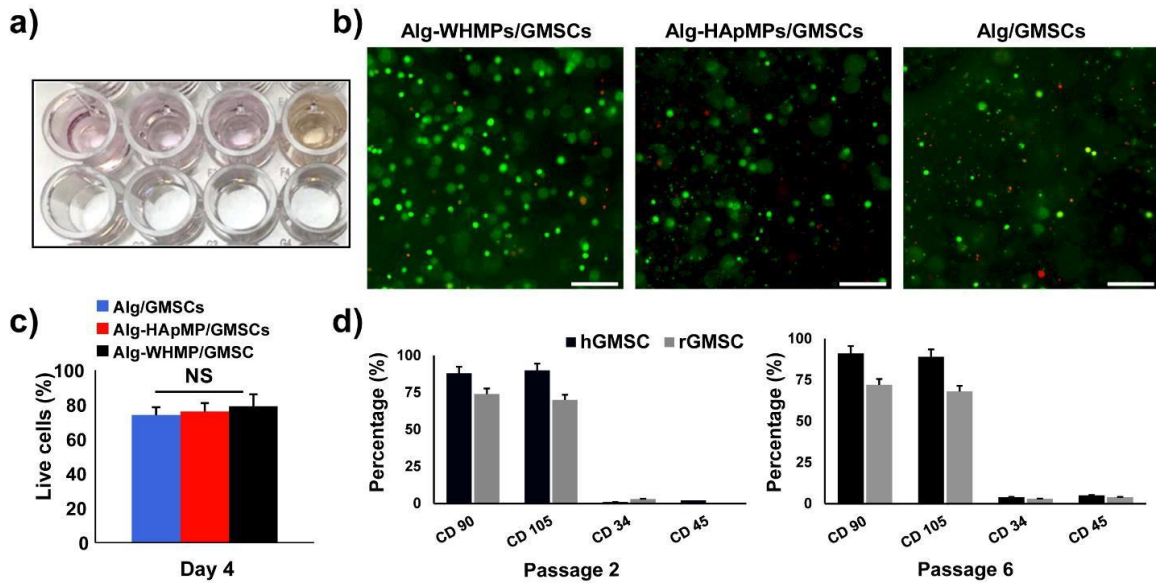 a)
F4
G3
G4
b)
Alg-WHMPs/GMSCs
Alg-HApMPs/GMSCs
Alg/GMSCs
c)
Alg/GMSCs
Alg-HApMP/GMSCs
Alg-WHMP/GMSC
Live cells (%)
100
80
60
40
20
0
NS
Day 4
d)
hGMSC
rGMSC
Percentage (%)
100
75
50
25
0
CD 90
CD 105
CD 34
CD 45
Passage 2
Percentage (%)
100
75
50
25
0
CD 90
CD 105
CD 34
CD 45
Passage 6